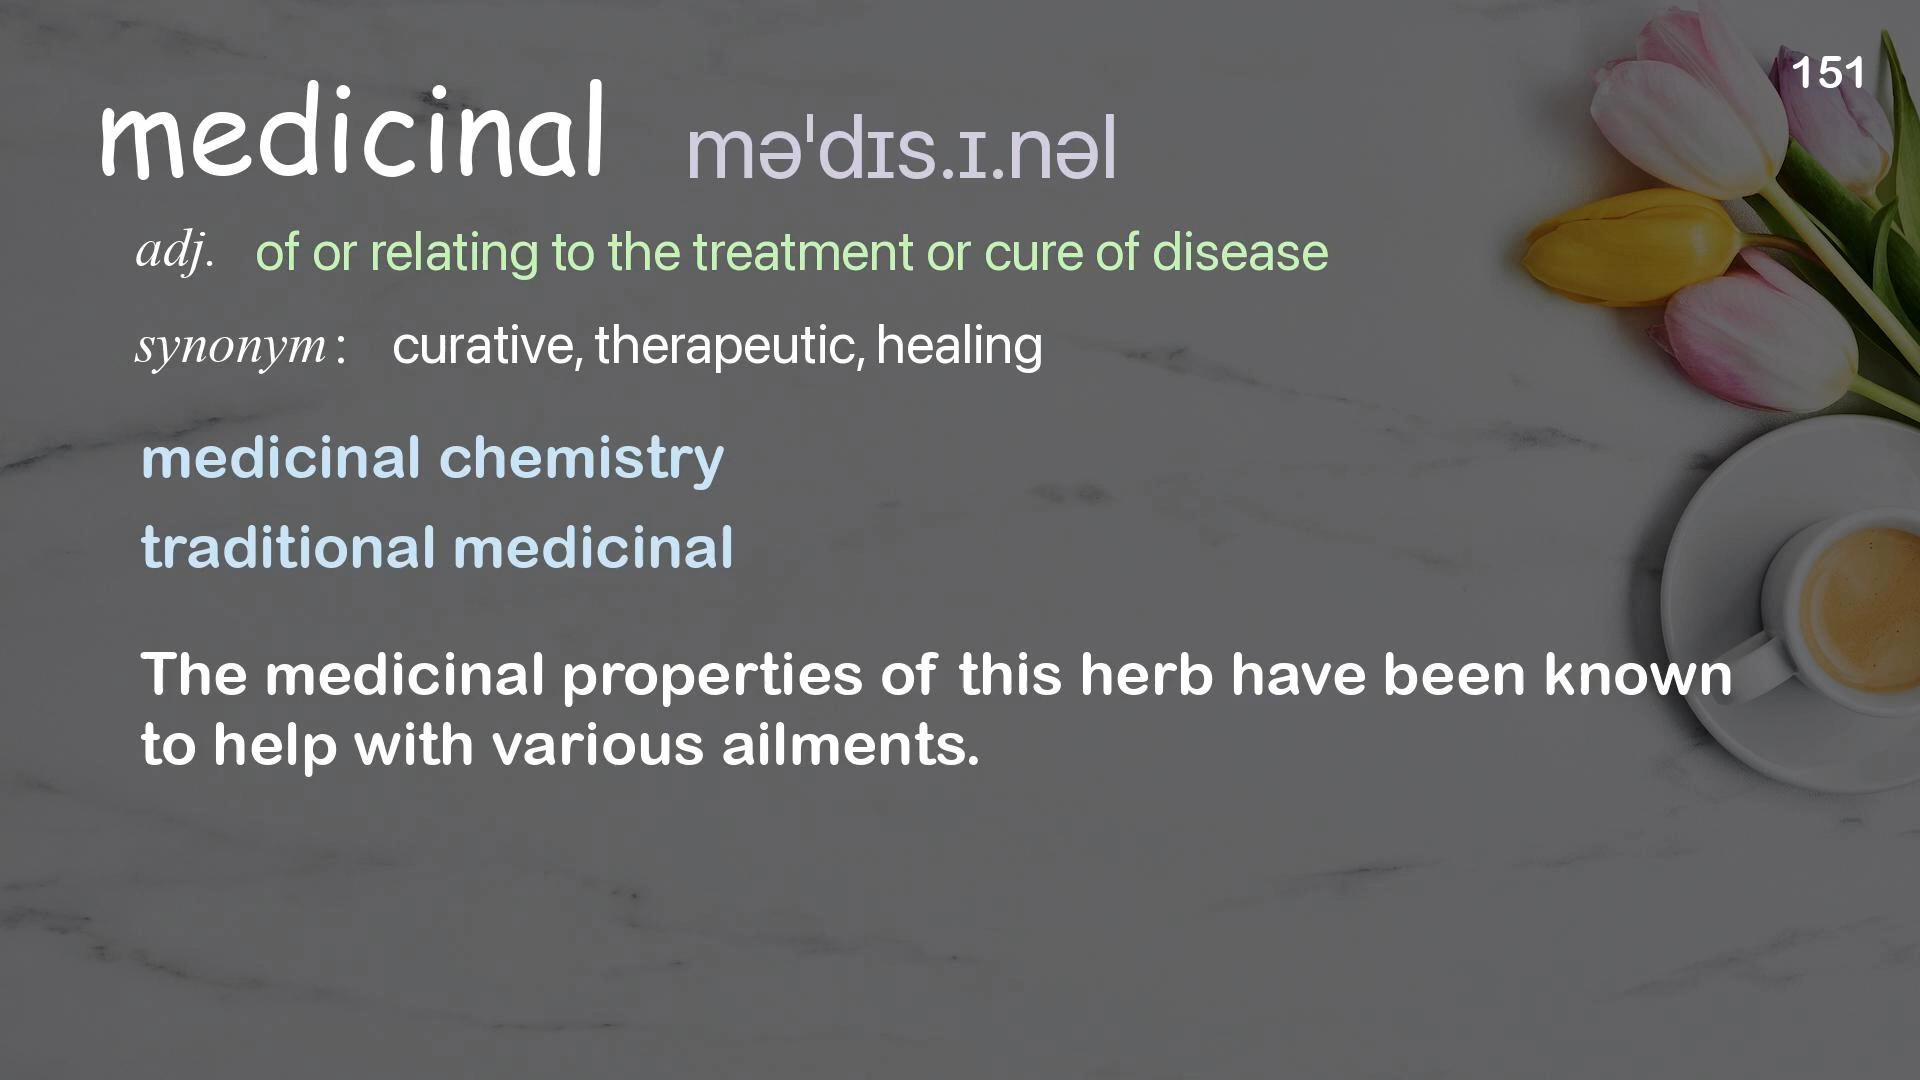 151
medicinal məˈdɪs.ɪ.nəl
adj. of or relating to the treatment or cure of disease
synonym: curative, therapeutic, healing
medicinal chemistry
traditional medicinal
The medicinal properties of this herb have been known
to help with various ailments.